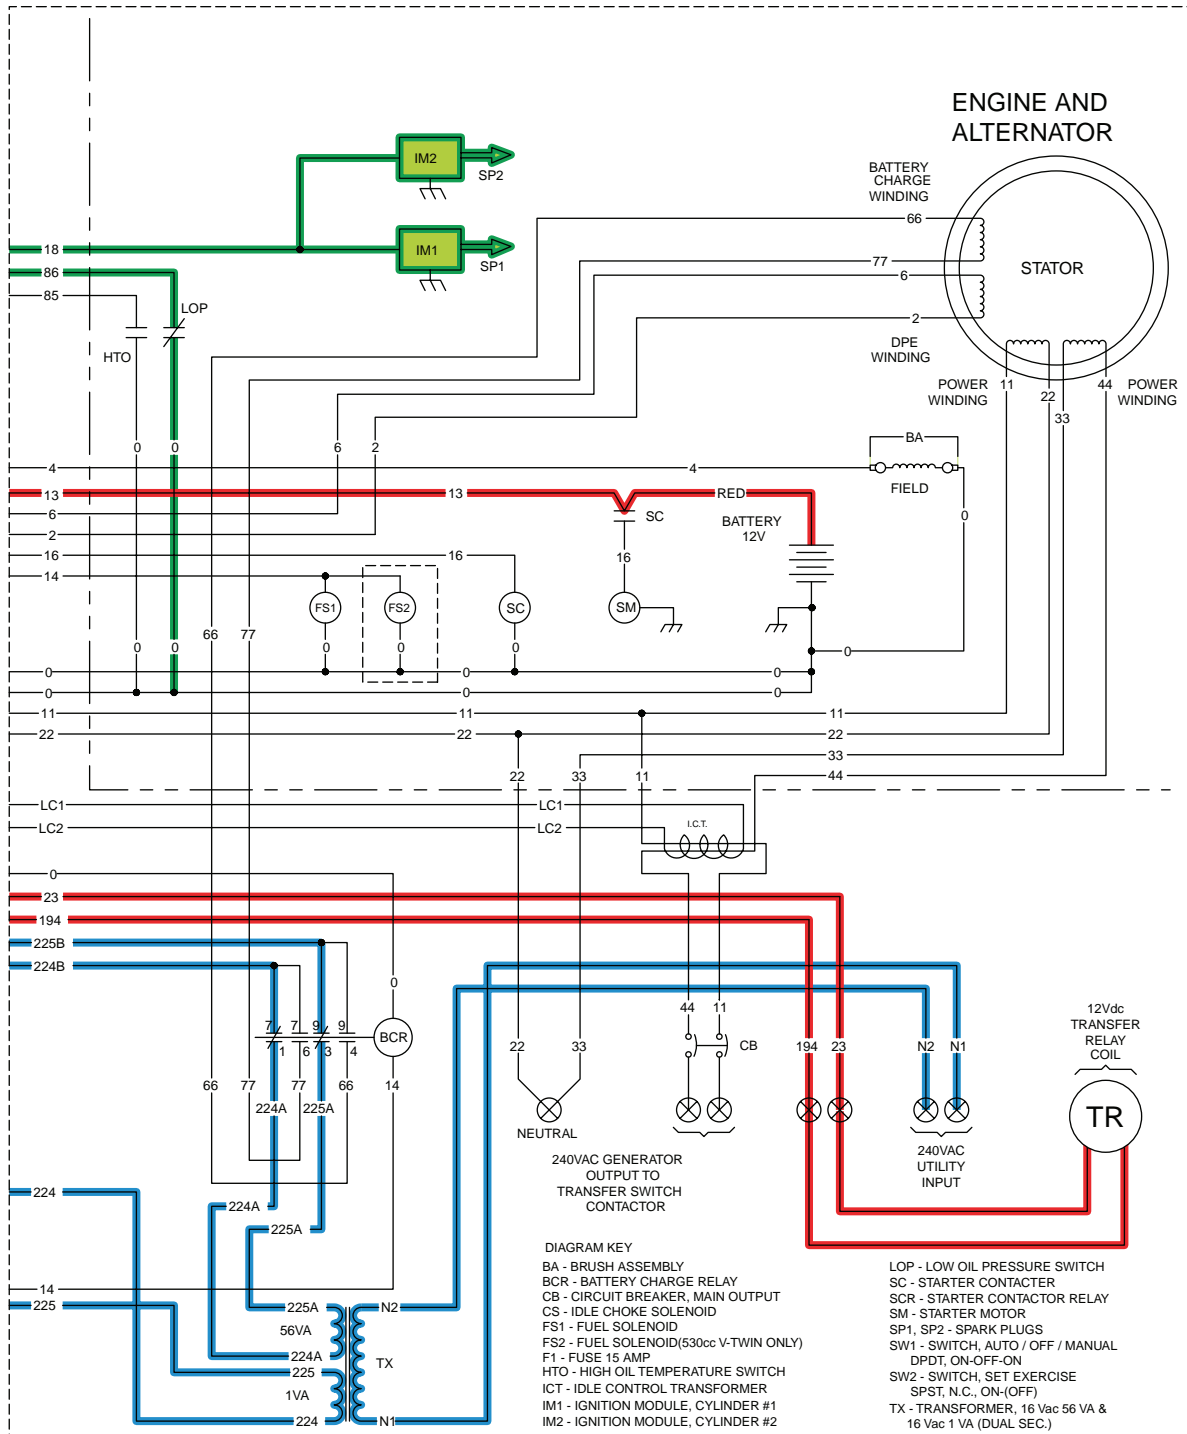 ENGINE AND
ALTERNATOR
BATTERY
CHARGE
WINDING
IM2
SP2
66
18
IM1
SP1
77
STATOR
86
6
85
LOP
2
HTO
DPE
WINDING
POWER
WINDING
11
22
33
44
POWER
WINDING
0
0
6
2
BA
4
4
FIELD
13
13
RED
6
SC
BATTERY
12V
0
2
16
16
16
14
FS1
FS2
SC
SM
66
77
0
0
0
0
0
0
0
0
0
0
0
0
11
11
11
22
22
22
33
22
33
11
44
LC1
LC1
LC2
LC2
I.C.T.
0
23
194
225B
224B
0
44
11
12Vdc
TRANSFER
RELAY
COIL
7
7
9
9
BCR
1
6
3
4
22
33
CB
194
23
N2
N1
66
77
77
66
14
224A
225A
TR
NEUTRAL
240VAC GENERATOR
OUTPUT TO
TRANSFER SWITCH
CONTACTOR
240VAC
UTILITY
INPUT
224
224A
225A
14
225
225A
N2
56VA
224A
TX
225
1VA
224
N1
DIAGRAM KEY
BA - BRUSH ASSEMBLY
BCR - BATTERY CHARGE RELAY
CB - CIRCUIT BREAKER, MAIN OUTPUT
CS - IDLE CHOKE SOLENOID
FS1 - FUEL SOLENOID
FS2 - FUEL SOLENOID(530cc V-TWIN ONLY)
F1 - FUSE 15 AMP
HTO - HIGH OIL TEMPERATURE SWITCH
ICT - IDLE CONTROL TRANSFORMER
IM1 - IGNITION MODULE, CYLINDER #1
IM2 - IGNITION MODULE, CYLINDER #2
LOP - LOW OIL PRESSURE SWITCH
SC - STARTER CONTACTER
SCR - STARTER CONTACTOR RELAY
SM - STARTER MOTOR
SP1, SP2 - SPARK PLUGS
SW1 - SWITCH, AUTO / OFF / MANUAL
DPDT, ON-OFF-ON
SW2 - SWITCH, SET EXERCISE
SPST, N.C., ON-(OFF)
TX - TRANSFORMER, 16 Vac 56 VA &
16 Vac 1 VA (DUAL SEC.)